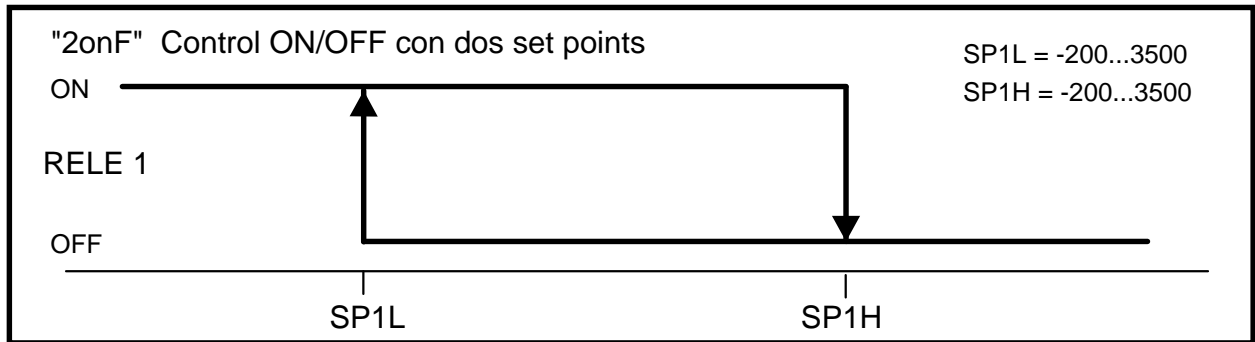 "2onF" Control ON/OFF con dos set points
SP1L = -200...3500
SP1H = -200...3500
ON
RELE 1
OFF
SP1L
SP1H